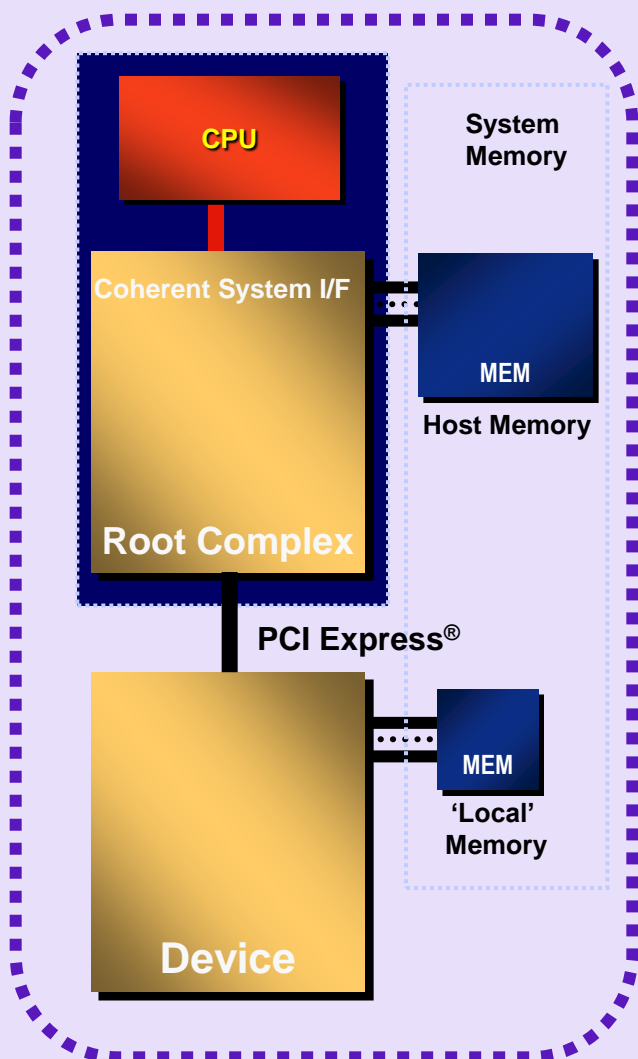 CPU
System
Memory
Coherent System I/F
MEM
Host Memory
Root Complex
PCI Express®
MEM
‘Local’
Memory
Device